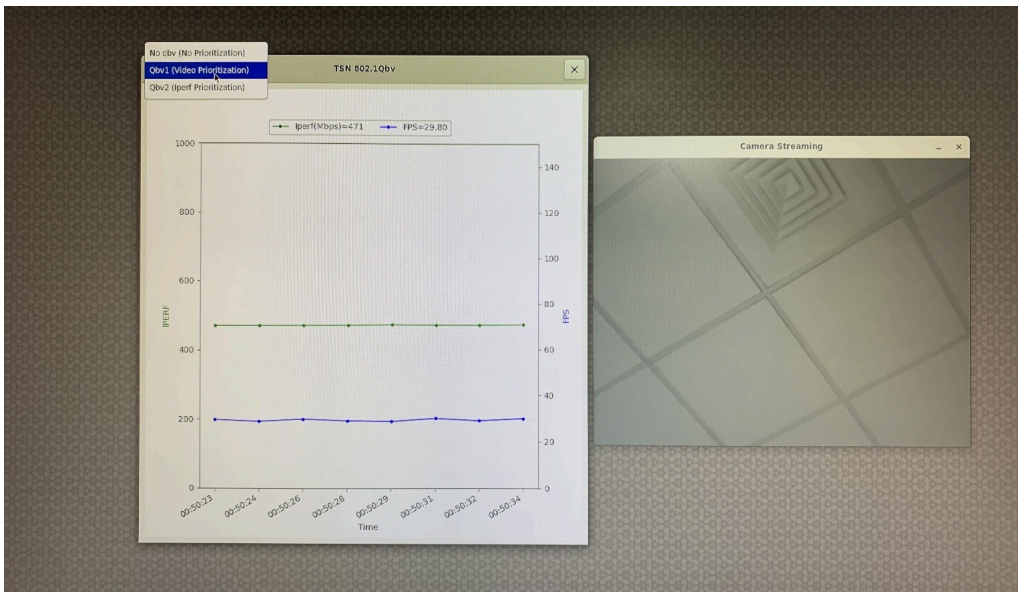 No qbv (No Prioritization)
Qbv1 (Video Prioritization)
Qbv2 (Iperf Prioritization)
TSN 802.1Qbv
Iperf(Mbps)=471 FPS=29.80
1000
800
600
400
200
0
IPERF
140
120
100
80
60
40
20
0
FPS
00:50:23 00:50:24 00:50:26 00:50:28 00:50:29 00:50:31 00:50:32 00:50:34
Time
Camera Streaming